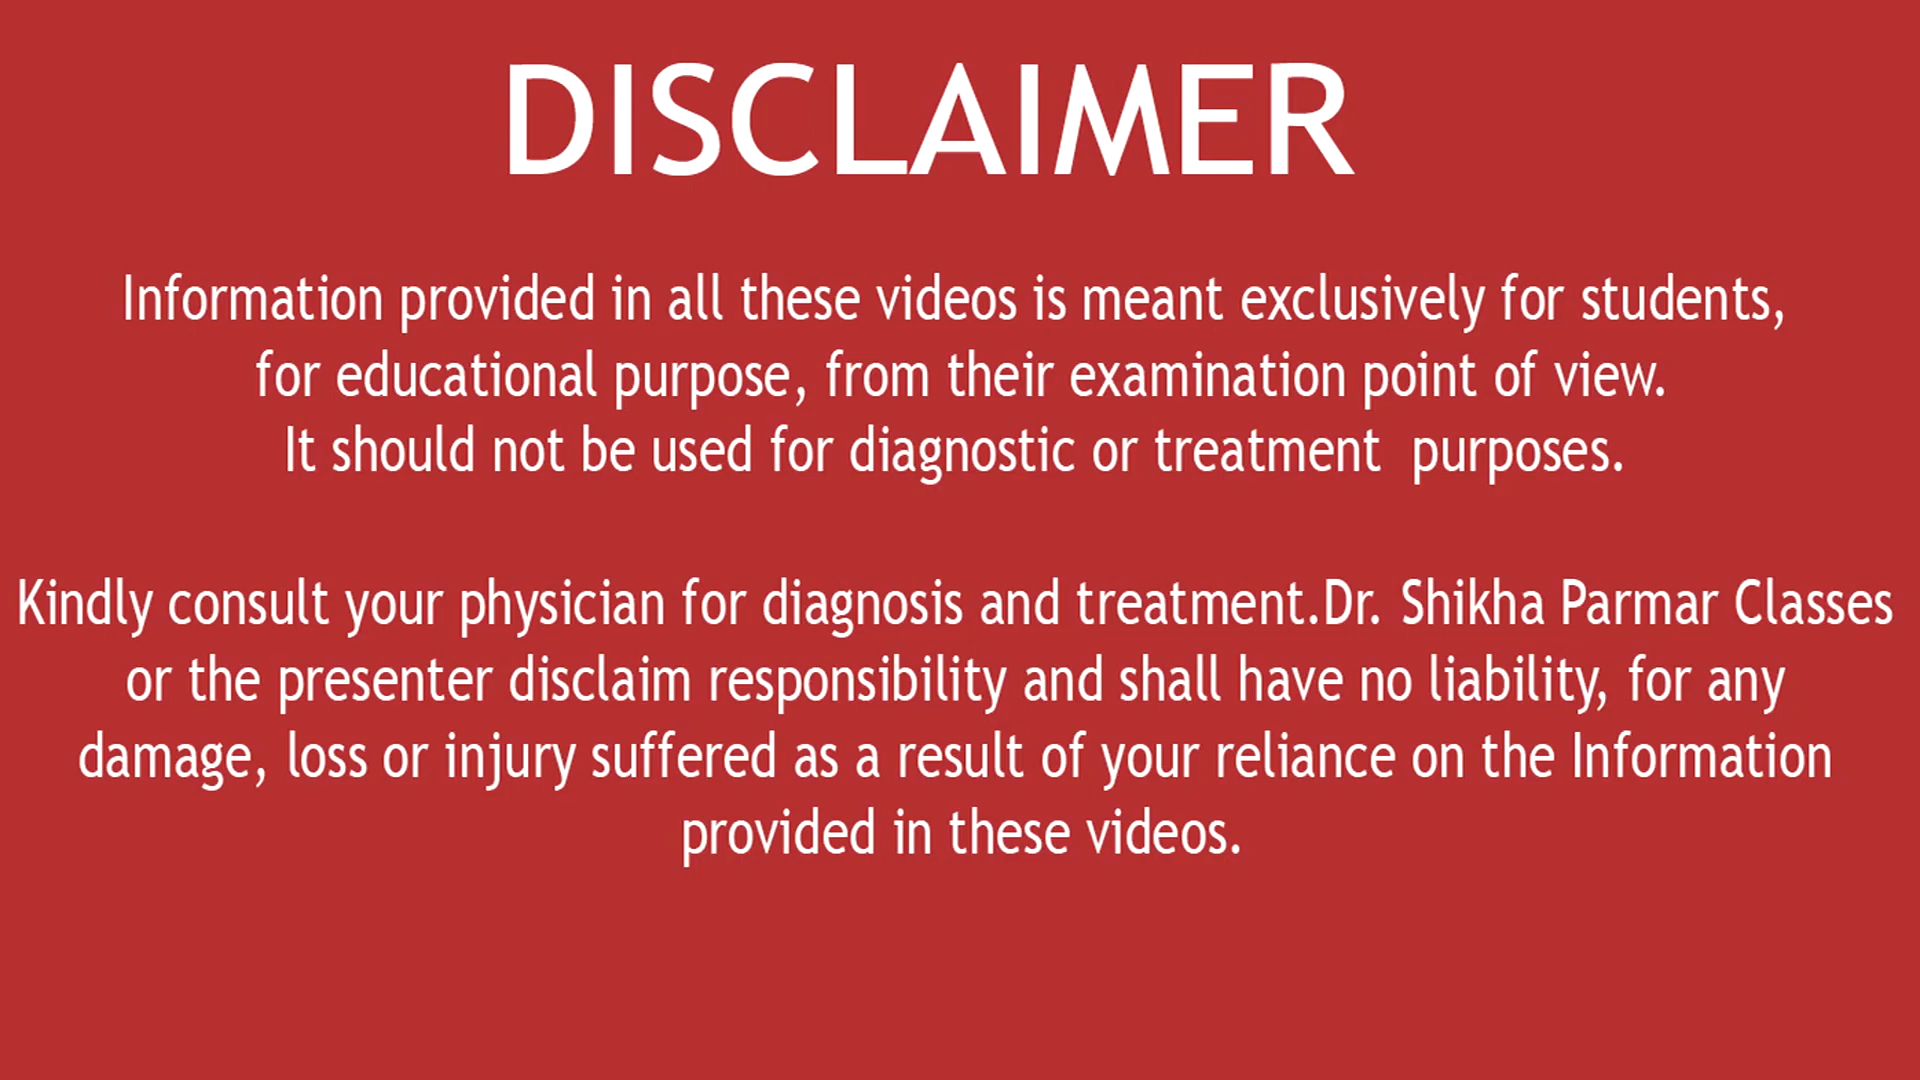 DISCLAIMER
Information provided in all these videos is meant exclusively for students,
for educational purpose, from their examination point of view.
It should not be used for diagnostic or treatment  purposes.
Kindly consult your physician for diagnosis and treatment.Dr. Shikha Parmar Classes
or the presenter disclaim responsibility and shall have no liability, for any
damage, loss or injury suffered as a result of your reliance on the Information
provided in these videos.